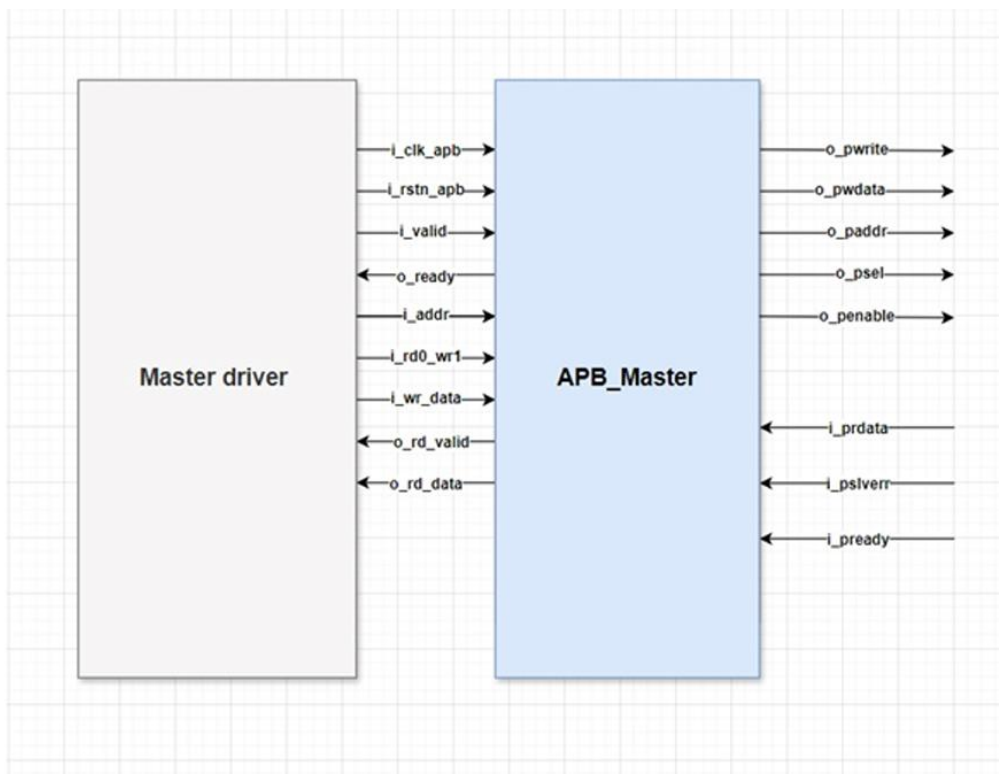 i_clk_apb
i_rstn_apb
i_valid
o_ready
i_addr
i_rd0_wr1
i_wr_data
o_rd_valid
o_rd_data
Master driver
APB_Master
o_pwrite
o_pwdata
o_paddr
o_psel
o_penable
i_prdata
i_pslverr
i_pready